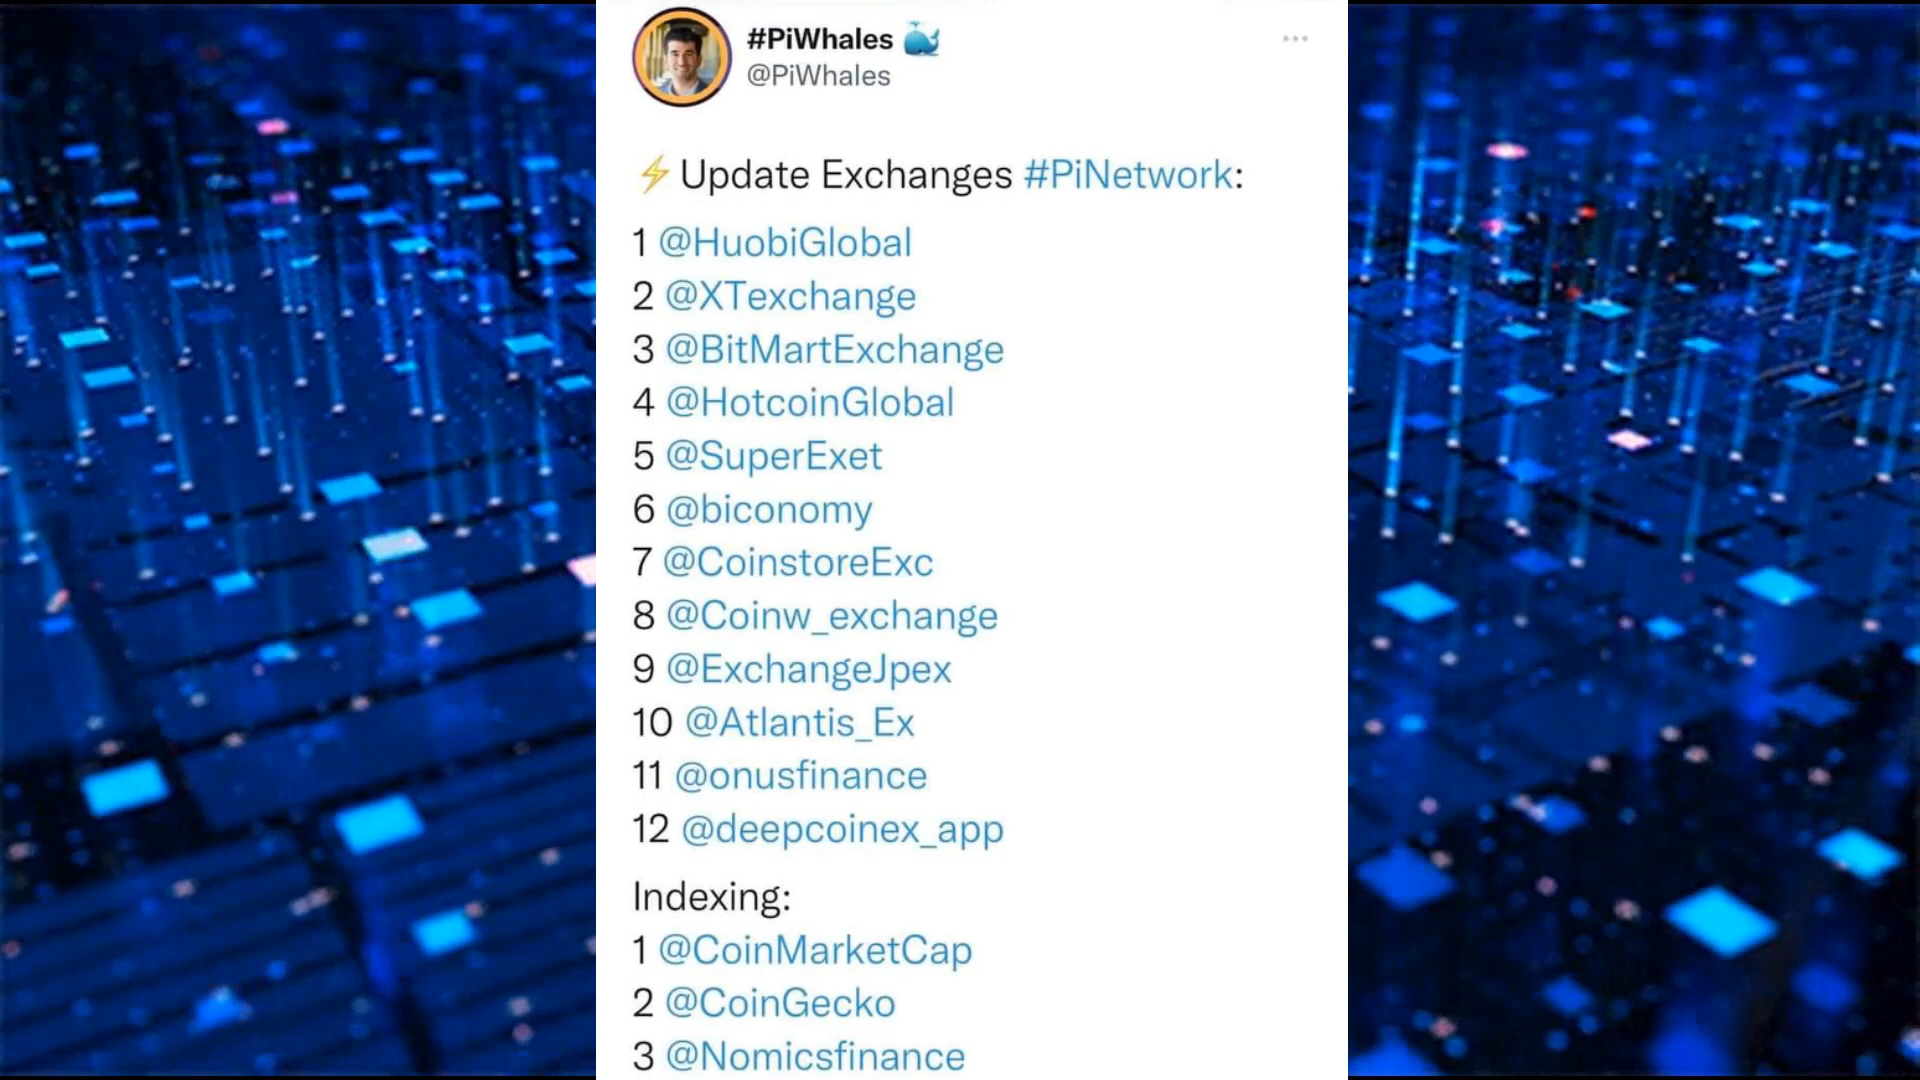 #PiWhales 🐳
@PiWhales
⚡ Update Exchanges #PiNetwork:
1 @HuobiGlobal
2 @XTexchange
3 @BitMartExchange
4 @HotcoinGlobal
5 @SuperExet
6 @biconomy
7 @CoinstoreExc
8 @Coinw_exchange
9 @ExchangeJpex
10 @Atlantis_Ex
11 @onusfinance
12 @deepcoinex_app
Indexing:
1 @CoinMarketCap
2 @CoinGecko
3 @Nomicsfinance